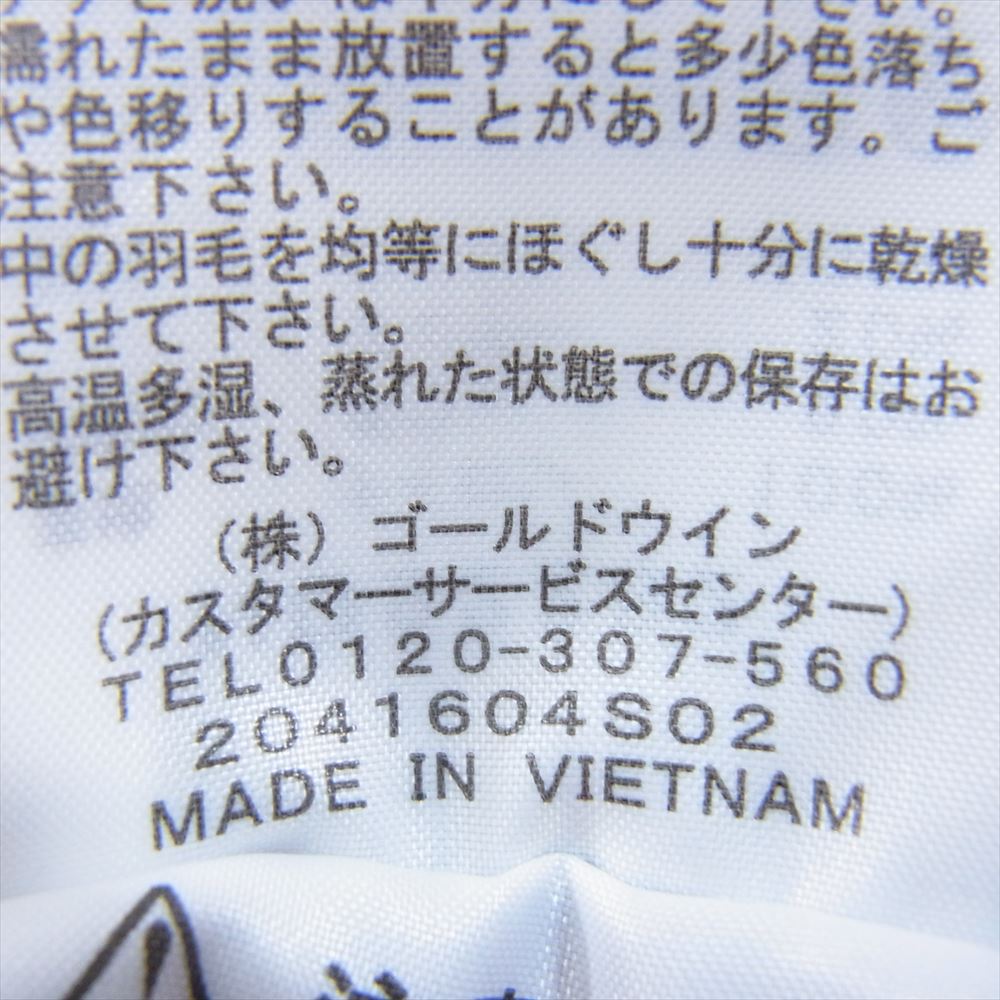 濡れたまま放置すると多少色落ち
や色移りすることがあります。ご
注意下さい。
中の羽毛を均等にほぐし十分に乾燥
させて下さい。
高温多湿、蒸れた状態での保存はお
避け下さい。
(株) ゴールドウイン
(カスタマーサービスセンター)
TEL0120-307-560
2041604S02
MADE IN VIETNAM